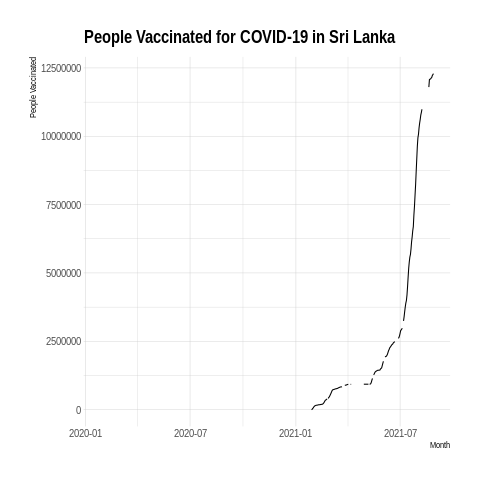 People Vaccinated for COVID-19 in Sri Lanka
People Vaccinated
12500000
10000000
7500000
5000000
2500000
0
2020-01 2020-07 2021-01 2021-07
Month